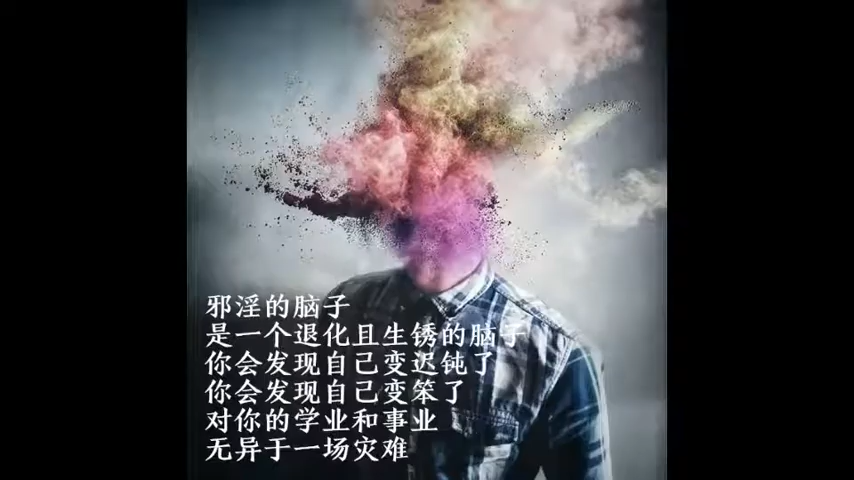 邪淫的脑子
是一个退化且生锈的脑子
你会发现自己变迟钝了
你会发现自己变笨了
对你的学业和事业
无异于一场灾难